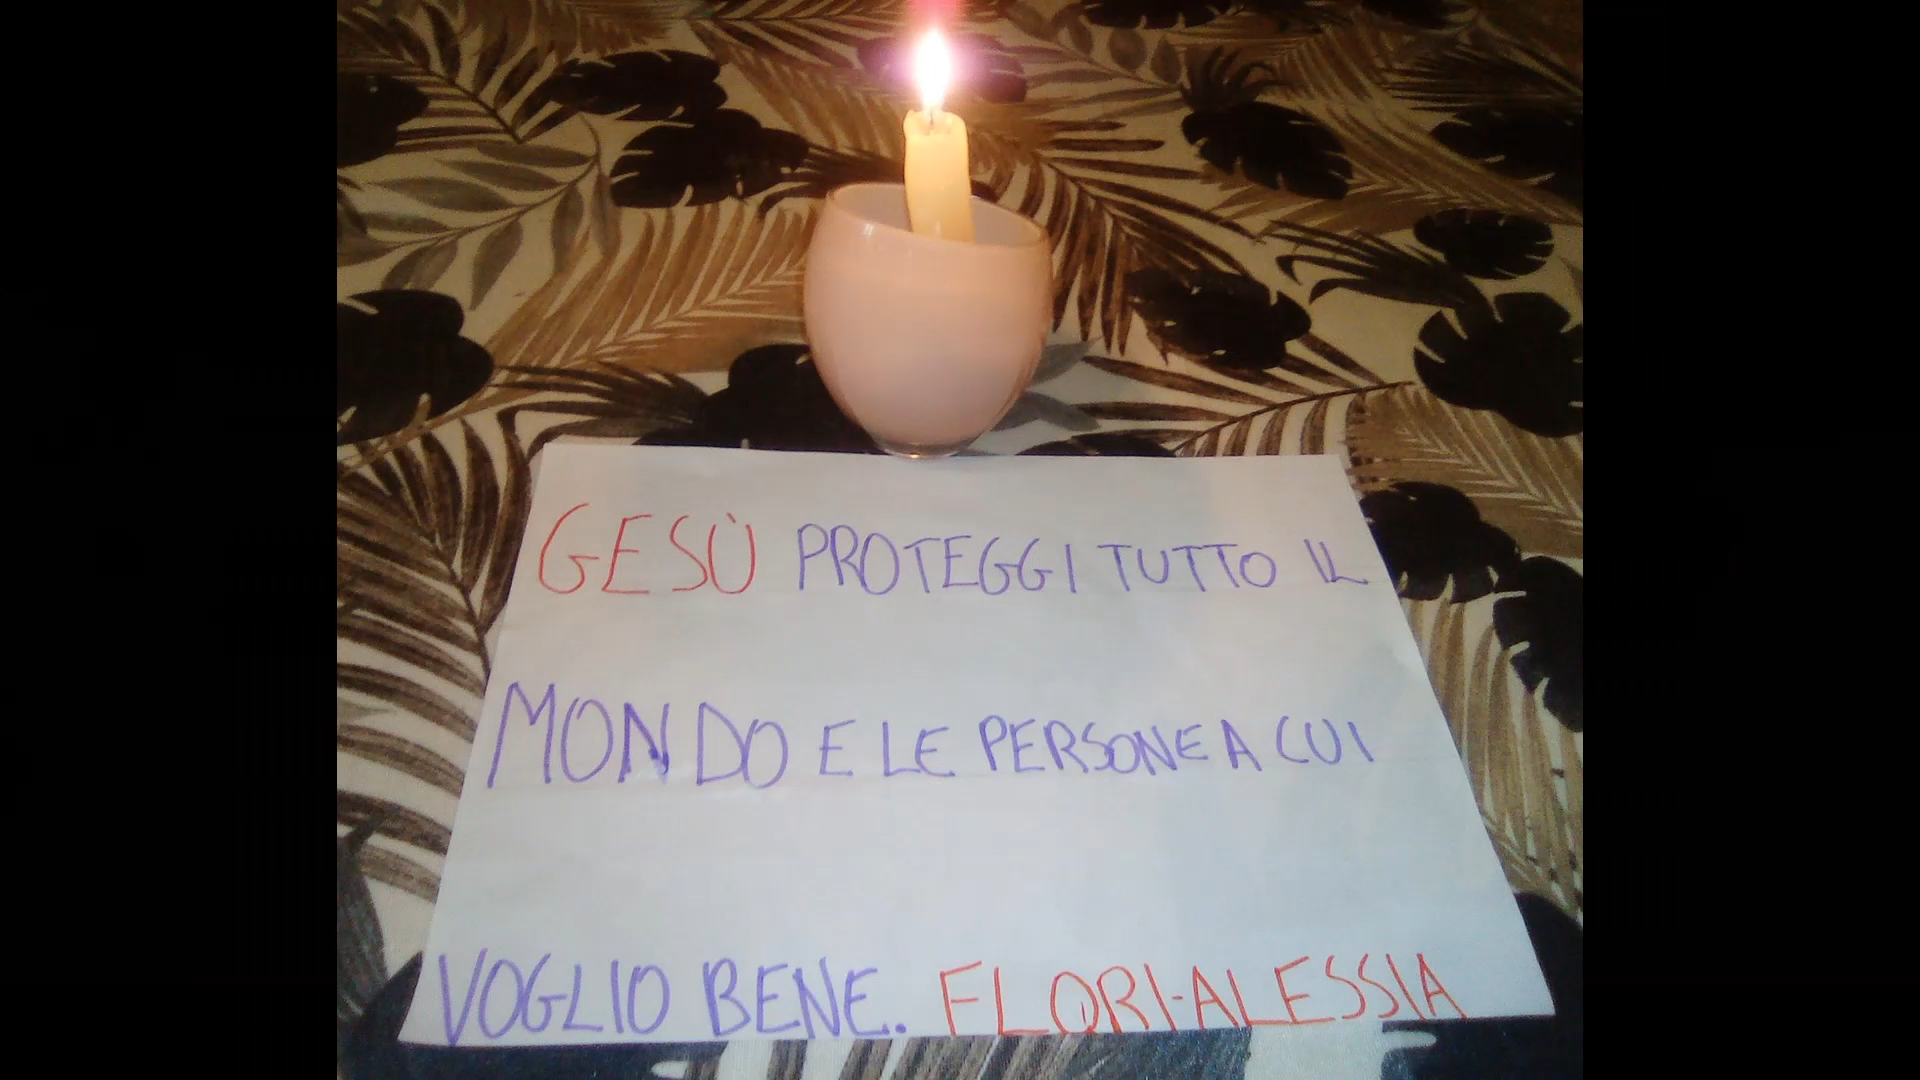 GESÙ PROTEGGI TUTTO IL
MONDO E LE PERSONE A CUI
VOGLIO BENE. FLORI-ALESSIA